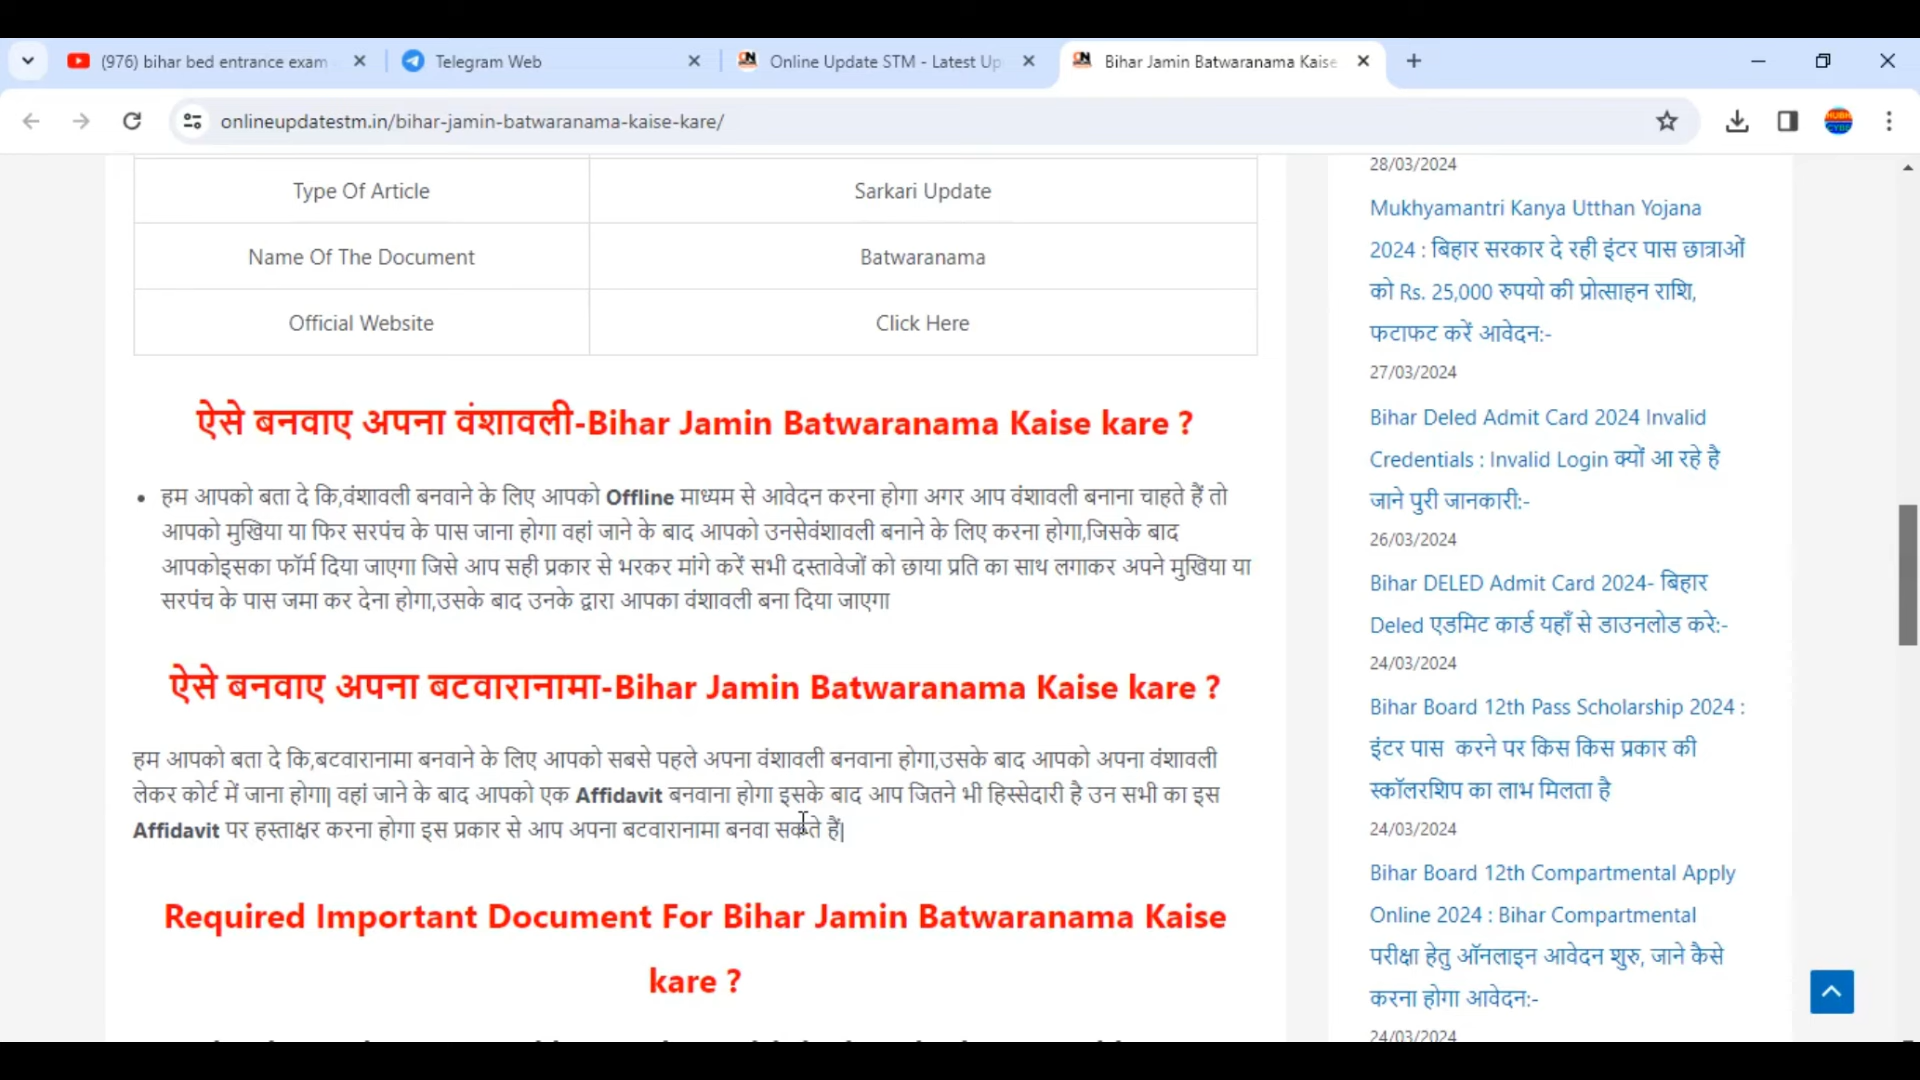 (976) bihar bed entrance exam
Telegram Web
Online Update STM - Latest Up
Bihar Jamin Batwaranama Kaise
onlineupdatestm.in/bihar-jamin-batwaranama-kaise-kare/
Type Of Article
Sarkari Update
Name Of The Document
Batwaranama
Official Website
Click Here
ऐसे बनवाए अपना वंशावली-Bihar Jamin Batwaranama Kaise kare ?
हम आपको बता दे कि,वंशावली बनवाने के लिए आपको Offline माध्यम से आवेदन करना होगा अगर आप वंशावली बनाना चाहते हैं तो
आपको मुखिया या फिर सरपंच के पास जाना होगा वहां जाने के बाद आपको उनसेवंशावली बनाने के लिए करना होगा,जिसके बाद
आपकोइसका फॉर्म दिया जाएगा जिसे आप सही प्रकार से भरकर मांगे करें सभी दस्तावेजों को छाया प्रति का साथ लगाकर अपने मुखिया या
सरपंच के पास जमा कर देना होगा,उसके बाद उनके द्वारा आपका वंशावली बना दिया जाएगा
ऐसे बनवाए अपना बटवारानामा-Bihar Jamin Batwaranama Kaise kare ?
हम आपको बता दे कि,बटवारानामा बनवाने के लिए आपको सबसे पहले अपना वंशावली बनवाना होगा,उसके बाद आपको अपना वंशावली
लेकर कोर्ट में जाना होगा| वहां जाने के बाद आपको एक Affidavit बनवाना होगा इसके बाद आप जितने भी हिस्सेदारी है उन सभी का इस
Affidavit पर हस्ताक्षर करना होगा इस प्रकार से आप अपना बटवारानामा बनवा सकते हैं|
Required Important Document For Bihar Jamin Batwaranama Kaise
kare ?
28/03/2024
Mukhyamantri Kanya Utthan Yojana
2024 : बिहार सरकार दे रही इंटर पास छात्राओं
को Rs. 25,000 रुपयो की प्रोत्साहन राशि,
फटाफट करें आवेदन:-
27/03/2024
Bihar Deled Admit Card 2024 Invalid
Credentials : Invalid Login क्यों आ रहे है
जाने पुरी जानकारी:-
26/03/2024
Bihar DELED Admit Card 2024- बिहार
Deled एडमिट कार्ड यहाँ से डाउनलोड करे:-
24/03/2024
Bihar Board 12th Pass Scholarship 2024 :
इंटर पास करने पर किस किस प्रकार की
स्कॉलरशिप का लाभ मिलता है
24/03/2024
Bihar Board 12th Compartmental Apply
Online 2024 : Bihar Compartmental
परीक्षा हेतु ऑनलाइन आवेदन शुरु, जाने कैसे
करना होगा आवेदन:-
24/03/2024